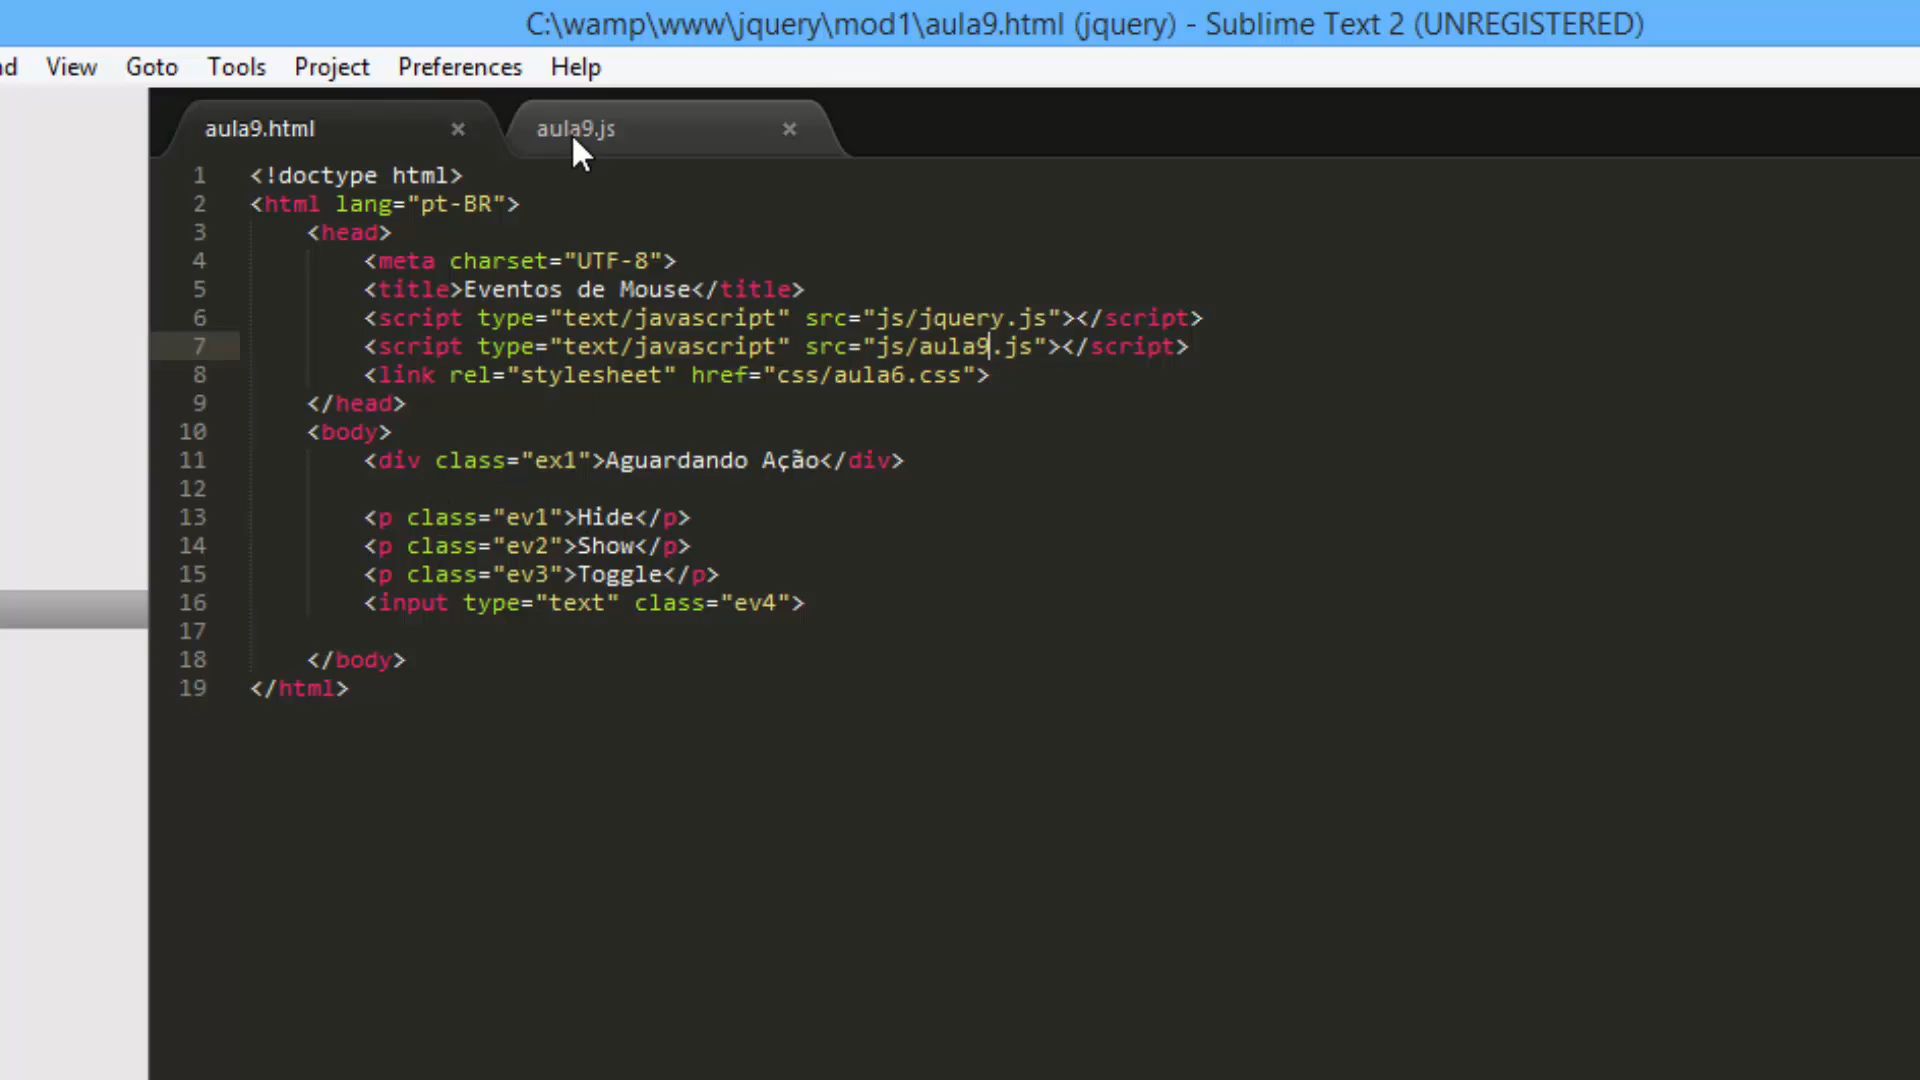 C:\wamp\www\jquery\mod1\aula9.html (jquery) - Sublime Text 2 (UNREGISTERED)
View Goto Tools Project Preferences Help
aula9.html × aula9.js ×
1 <!doctype html>
2 <html lang="pt-BR">
3 <head>
4 <meta charset="UTF-8">
5 <title>Eventos de Mouse</title>
6 <script type="text/javascript" src="js/jquery.js"></script>
7 <script type="text/javascript" src="js/aula9.js"></script>
8 <link rel="stylesheet" href="css/aula6.css">
9 </head>
10 <body>
11 <div class="ex1">Aguardando Ação</div>
12
13 <p class="ev1">Hide</p>
14 <p class="ev2">Show</p>
15 <p class="ev3">Toggle</p>
16 <input type="text" class="ev4">
17
18 </body>
19 </html>